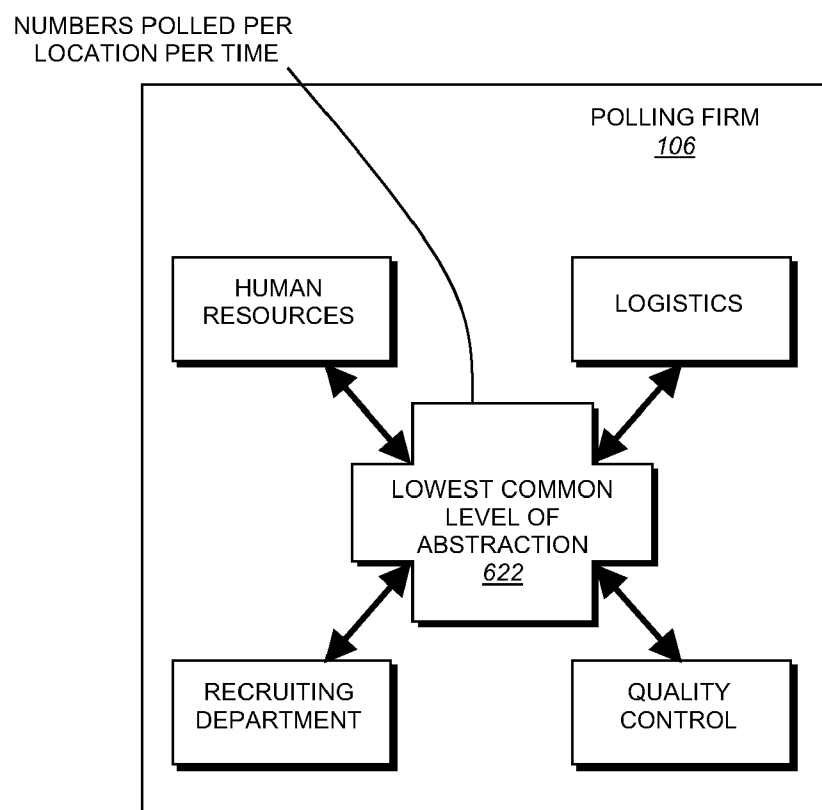 NUMBERS POLLED PER
LOCATION PER TIME
POLLING FIRM
106
HUMAN
RESOURCES
LOGISTICS
LOWEST COMMON
LEVEL OF
ABSTRACTION
622
RECRUITING
DEPARTMENT
QUALITY
CONTROL